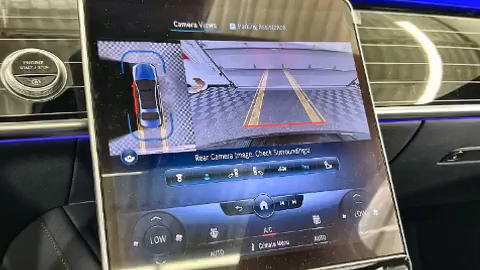 Camera Views Parking Assistance
ENGINE
START / STOP
Rear Camera Image. Check Surroundings!
LOW
A/C
LOW
AUTO
Climate Menu
AUTO